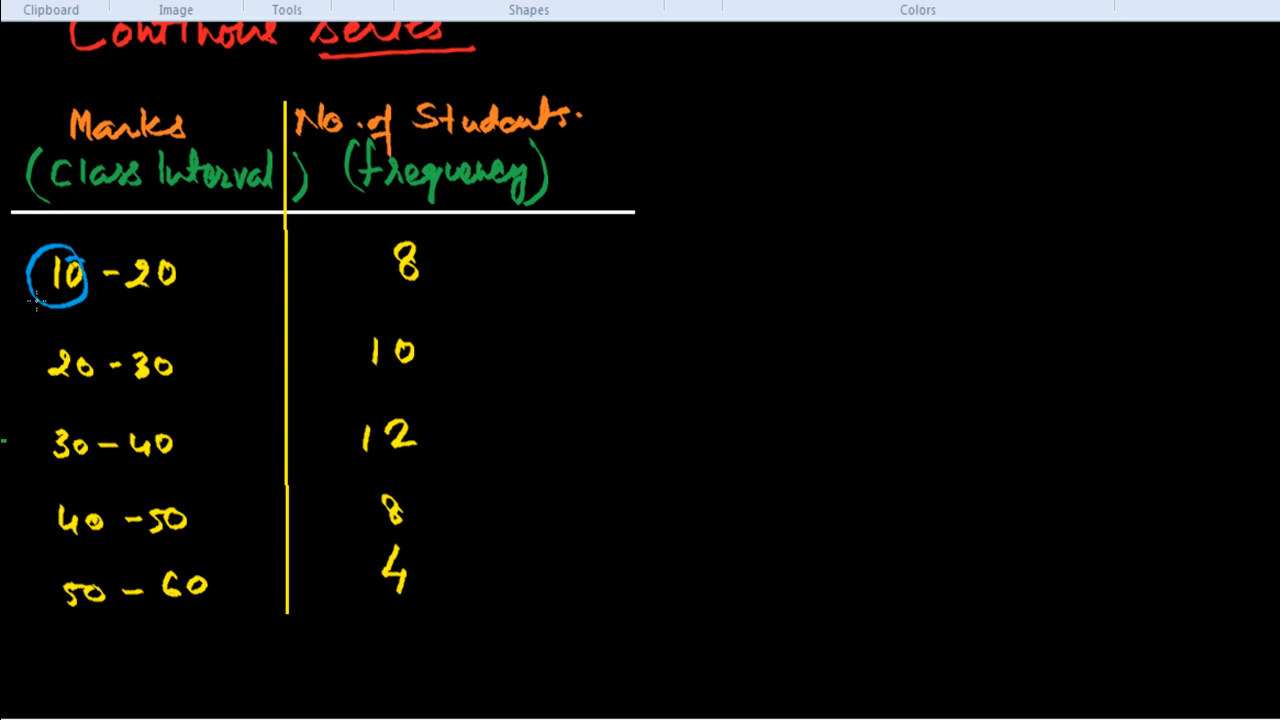 Clipboard Image Tools Shapes Colors
Continous series
Marks No. of Students.
(Class Interval) (frequency)
10 - 20 8
20 - 30 10
30 - 40 12
40 - 50 8
50 - 60 4